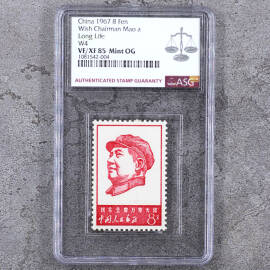 China 1967 8 Fen
Wish Chairman Mao a
Long Life
W4
VF/XF 85 Mint OG
1081542-004
ASG
AUTHENTICATED STAMP GUARANTY
中国人民邮政
8分